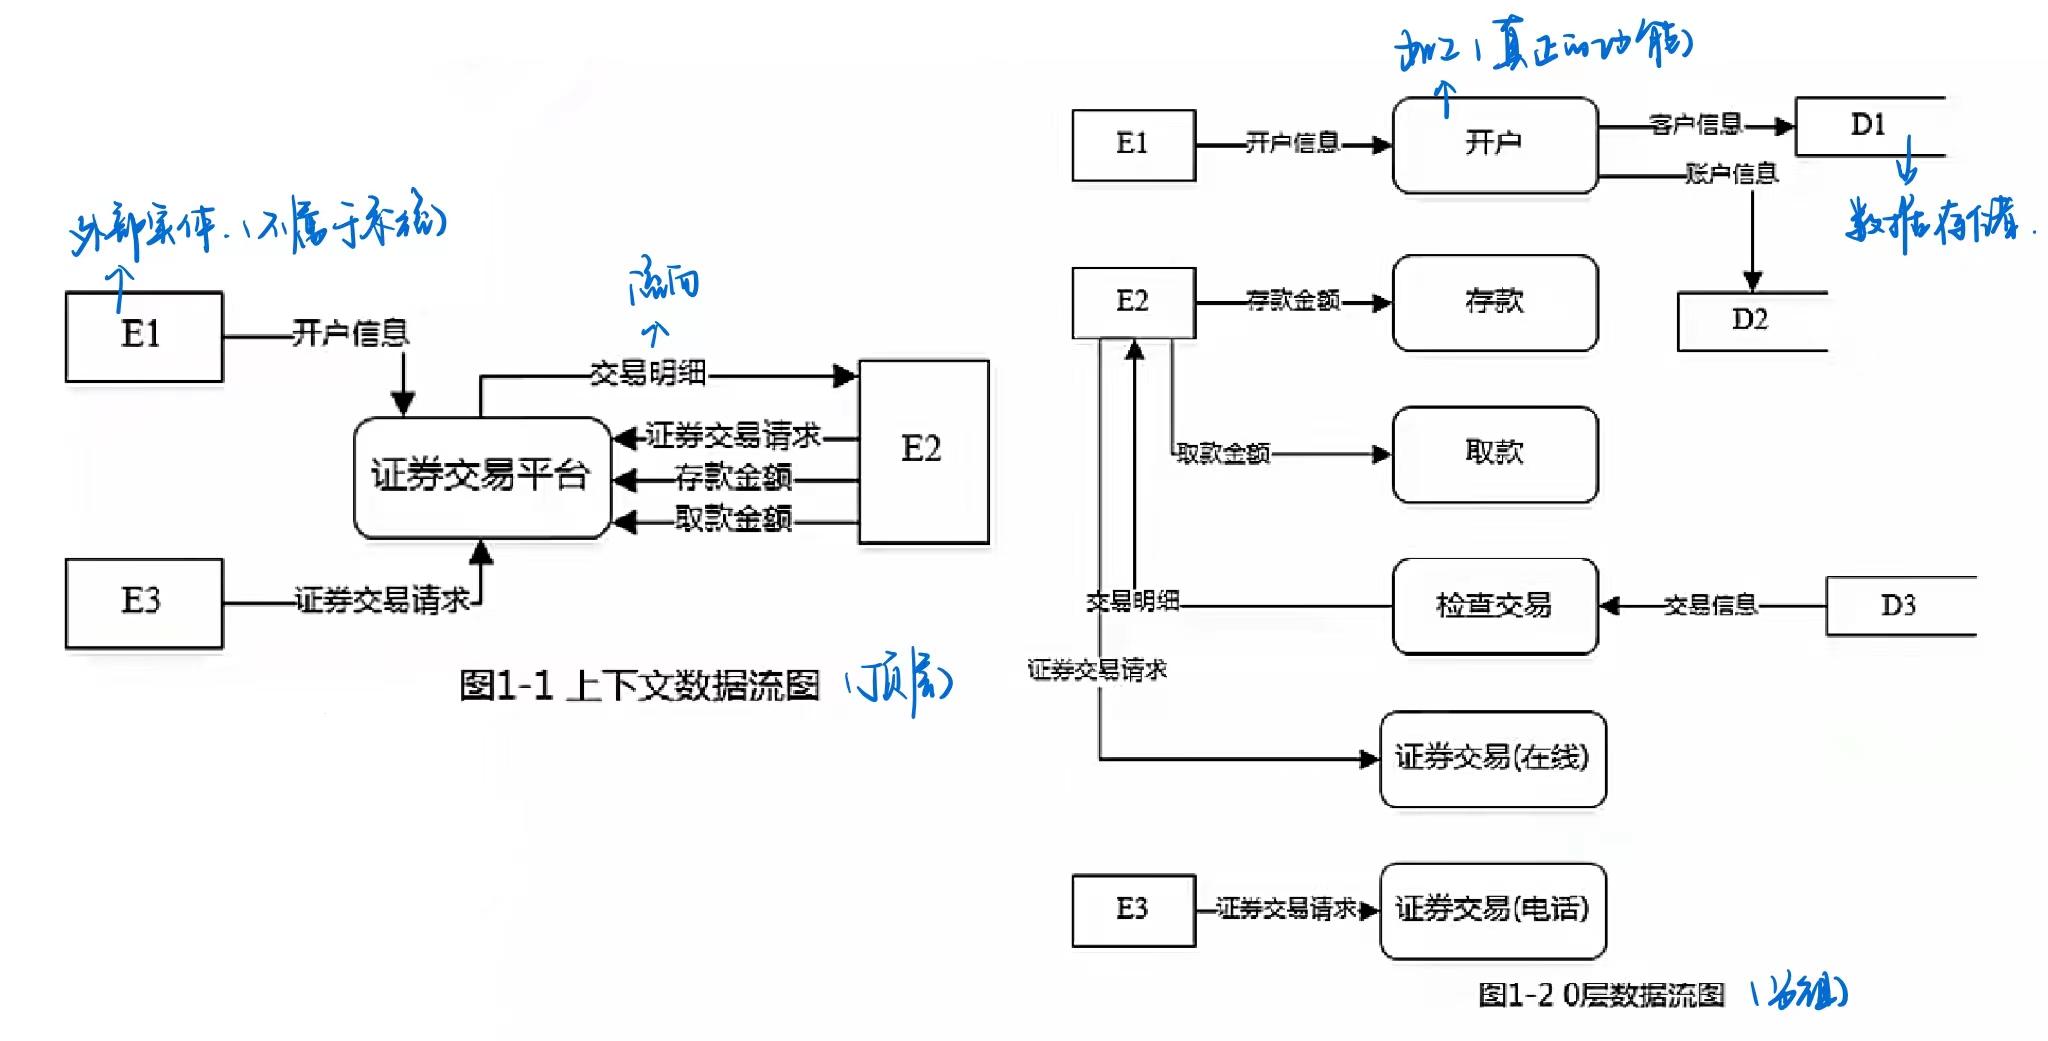 外部实体.(不属于系统)
E1
开户信息
流向
交易明细
证券交易请求
存款金额
取款金额
E2
证券交易平台
E3
证券交易请求
图1-1 上下文数据流图 (顶层)
加工(真正的功能)
E1
开户信息
开户
客户信息
D1
账户信息
数据存储.
E2
存款金额
存款
D2
取款金额
取款
交易明细
检查交易
交易信息
D3
证券交易请求
证券交易(在线)
E3
证券交易请求
证券交易(电话)
图1-2 0层数据流图